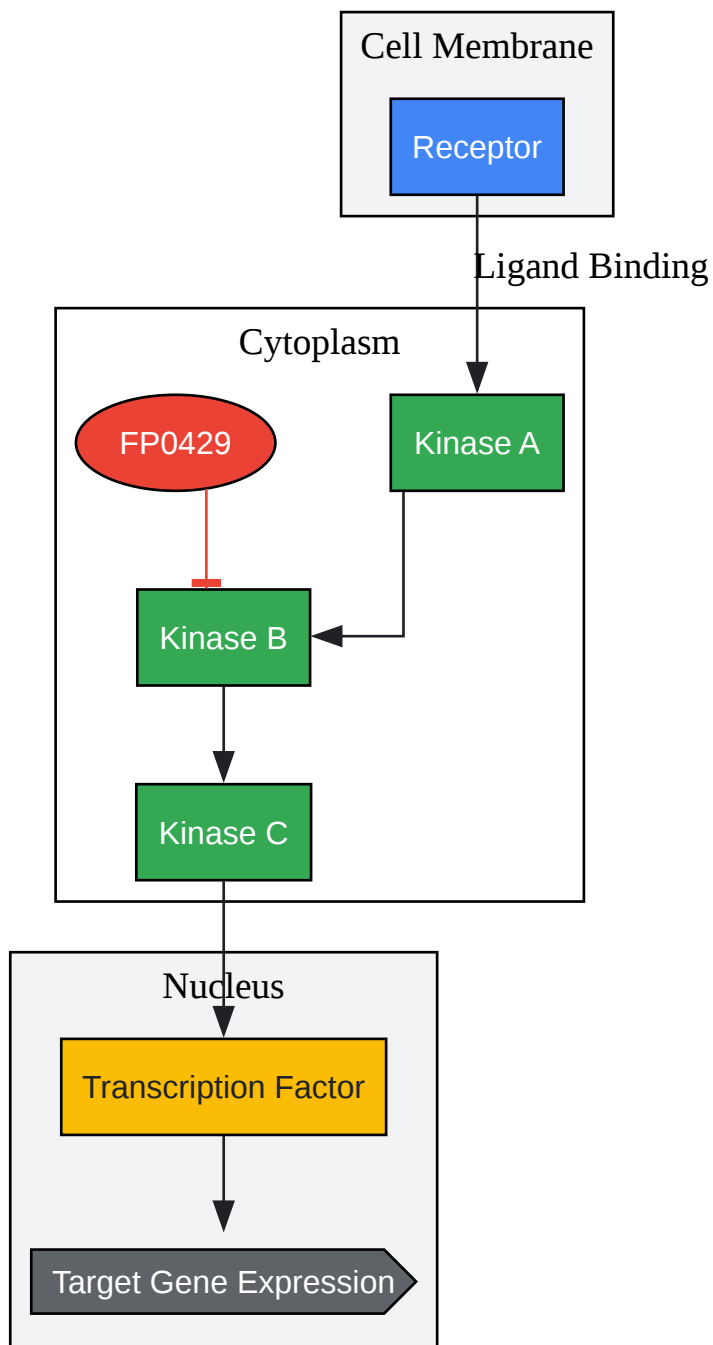 Cell Membrane
Receptor
Ligand Binding
Cytoplasm
FP0429
Kinase A
Kinase B
Kinase C
Nucleus
Transcription Factor
Target Gene Expression